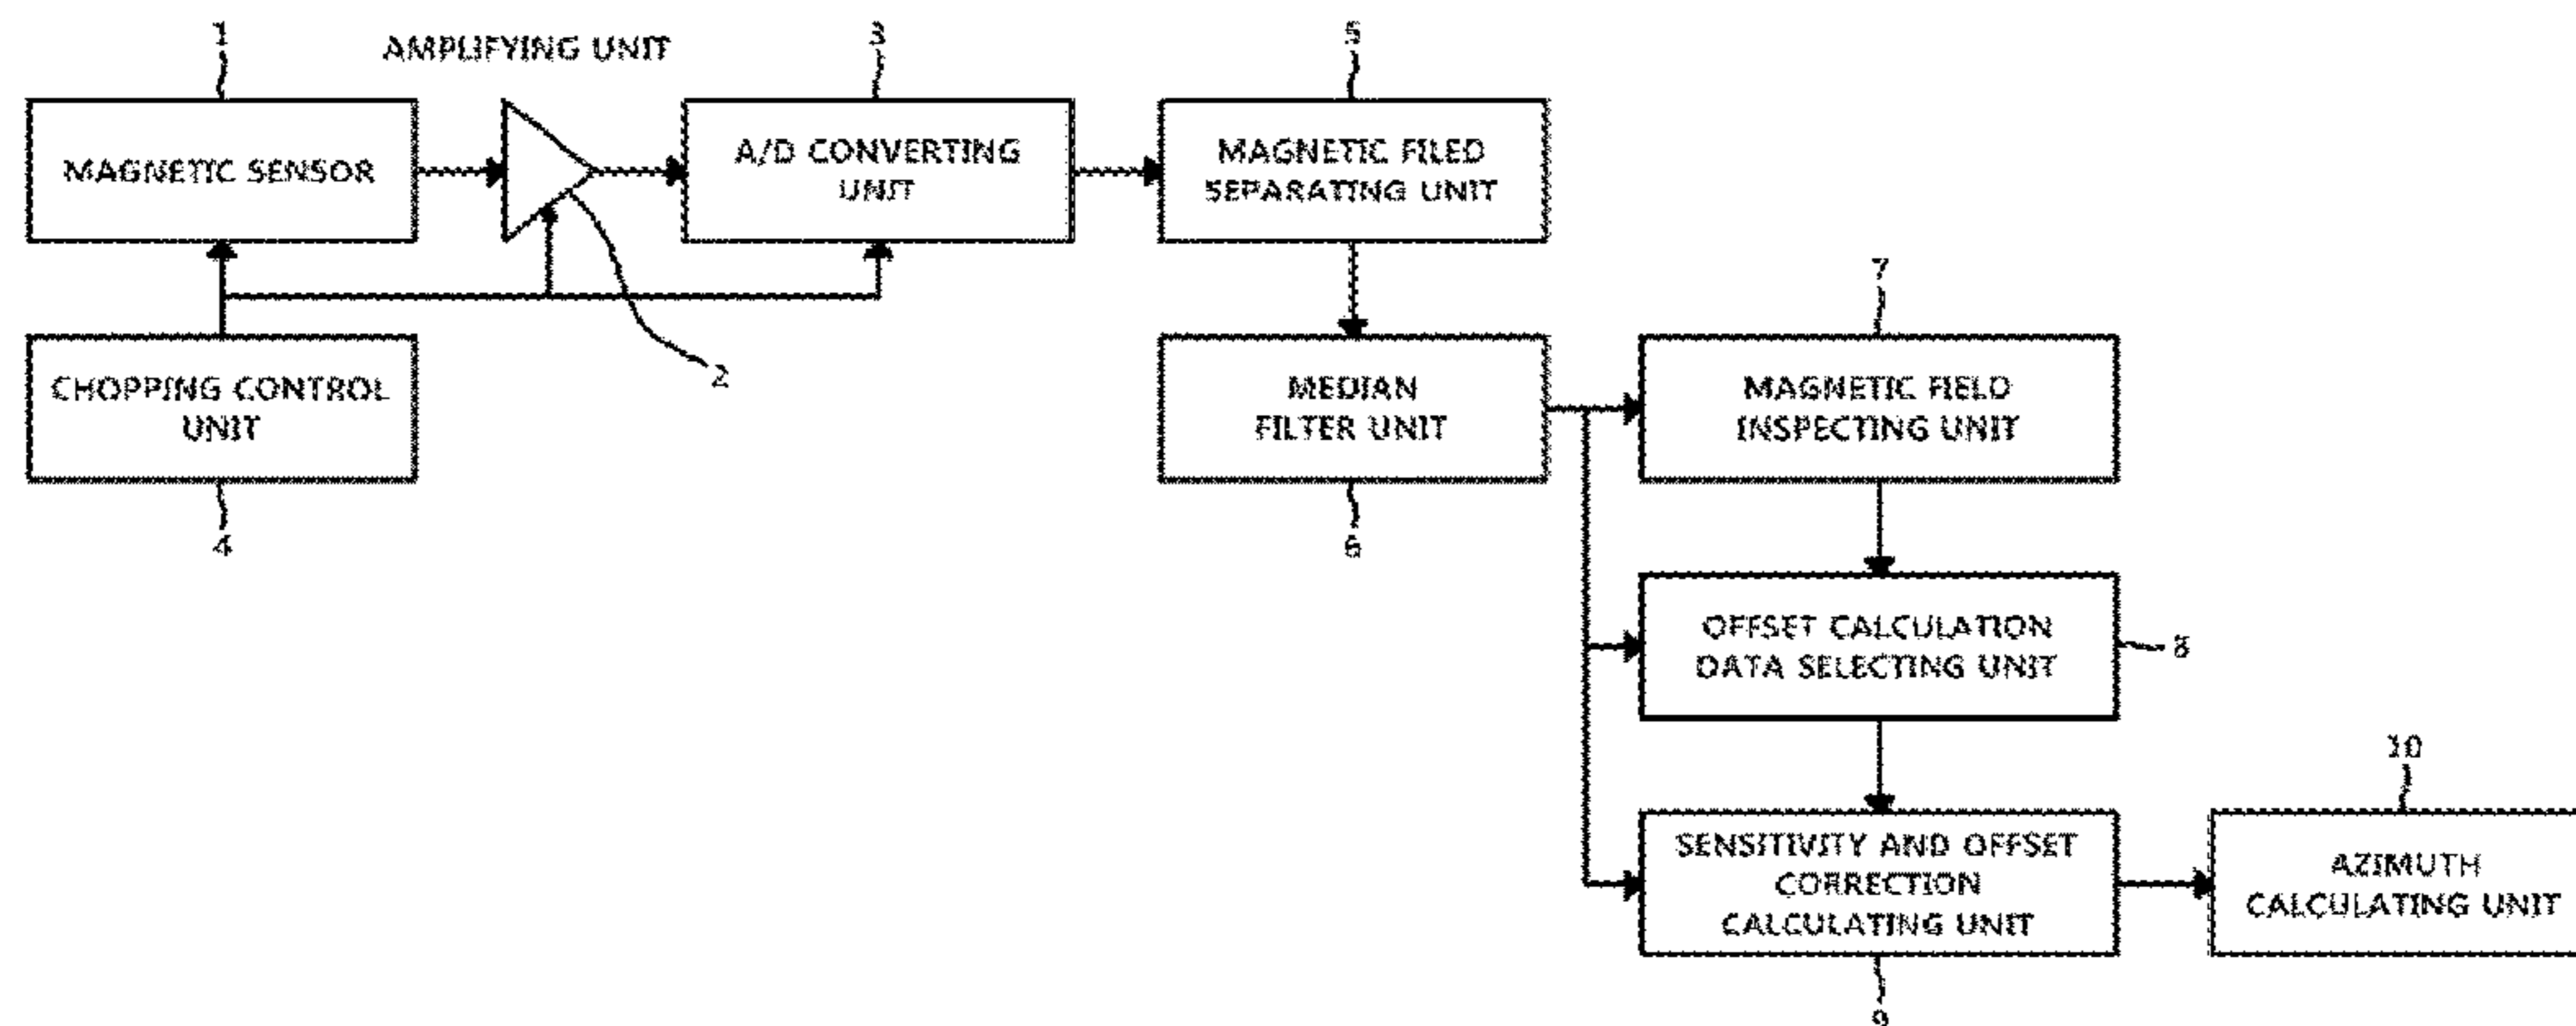 1
AMPLIFYING UNIT
3
5
MAGNETIC SENSOR
A/D CONVERTING
UNIT
MAGNETIC FILED
SEPARATING UNIT
2
CHOPPING CONTROL
UNIT
4
MEDIAN
FILTER UNIT
6
7
MAGNETIC FIELD
INSPECTING UNIT
OFFSET CALCULATION
DATA SELECTING UNIT
8
SENSITIVITY AND OFFSET
CORRECTION
CALCULATING UNIT
9
10
AZIMUTH
CALCULATING UNIT